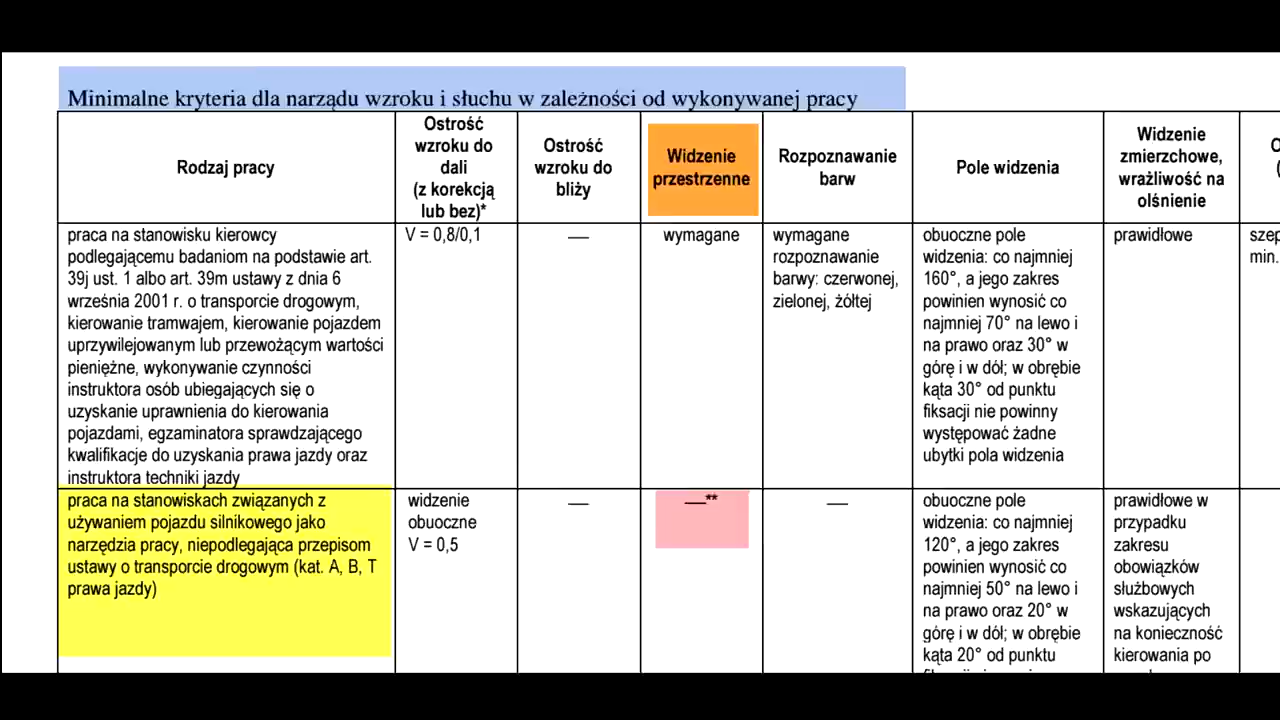 Minimalne kryteria dla narządu wzroku i słuchu w zależności od wykonywanej pracy
Rodzaj pracy
Ostrość
wzroku do
dali
(z korekcją
lub bez)*
Ostrość
wzroku do
bliży
Widzenie
przestrzenne
Rozpoznawanie
barw
Pole widzenia
Widzenie
zmierzchowe,
wrażliwość na
olśnienie
praca na stanowisku kierowcy
podlegającemu badaniom na podstawie art.
39j ust. 1 albo art. 39m ustawy z dnia 6
września 2001 r. o transporcie drogowym,
kierowanie tramwajem, kierowanie pojazdem
uprzywilejowanym lub przewożącym wartości
pieniężne, wykonywanie czynności
instruktora osób ubiegających się o
uzyskanie uprawnienia do kierowania
pojazdami, egzaminatora sprawdzającego
kwalifikacje do uzyskania prawa jazdy oraz
instruktora techniki jazdy
V = 0,8/0,1
—
wymagane
wymagane
rozpoznawanie
barwy: czerwonej,
zielonej, żółtej
obuoczne pole
widzenia: co najmniej
160°, a jego zakres
powinien wynosić co
najmniej 70° na lewo i
na prawo oraz 30° w
górę i w dół; w obrębie
kąta 30° od punktu
fiksacji nie powinny
występować żadne
ubytki pola widzenia
prawidłowe
min.
praca na stanowiskach związanych z
używaniem pojazdu silnikowego jako
narzędzia pracy, niepodlegająca przepisom
ustawy o transporcie drogowym (kat. A, B, T
prawa jazdy)
widzenie
obuoczne
V = 0,5
—
—**
—
obuoczne pole
widzenia: co najmniej
120°, a jego zakres
powinien wynosić co
najmniej 50° na lewo i
na prawo oraz 20° w
górę i w dół; w obrębie
kąta 20° od punktu
prawidłowe w
przypadku
zakresu
obowiązków
służbowych
wskazujących
na konieczność
kierowania po